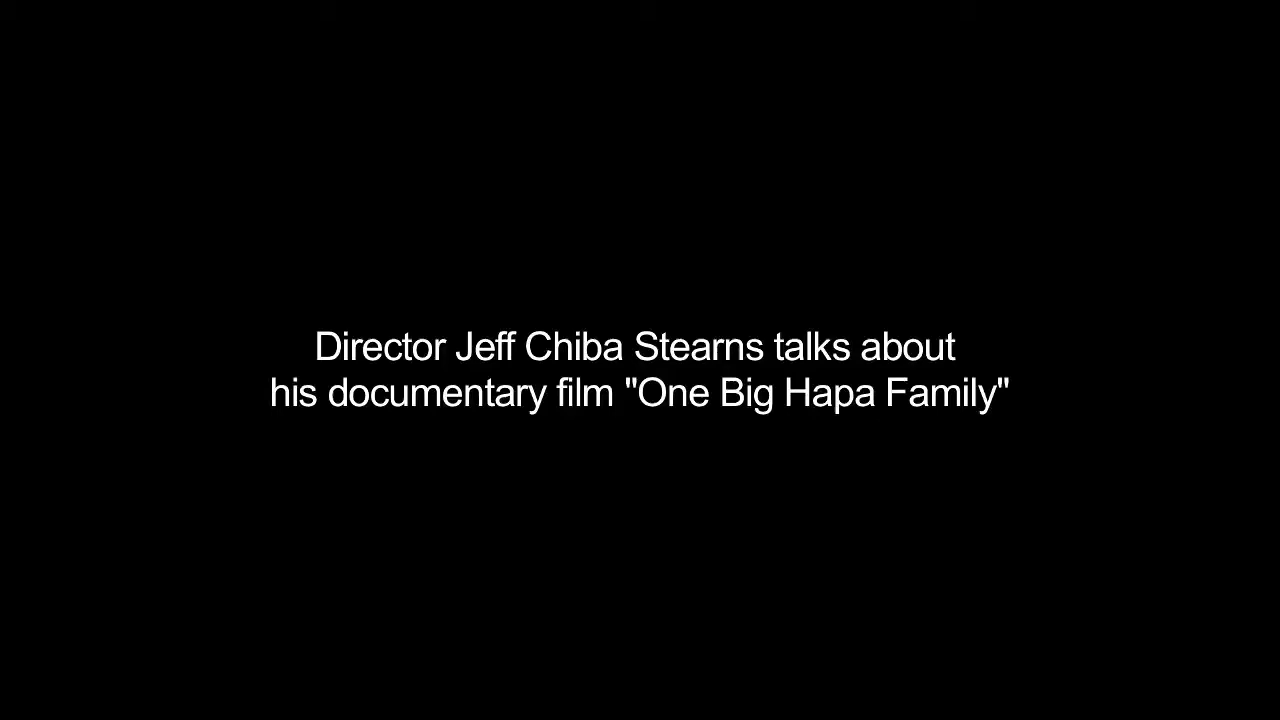 Director Jeff Chiba Stearns talks about
his documentary film "One Big Hapa Family"